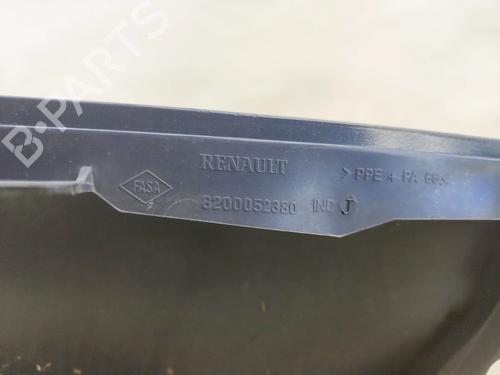 B-PARTS
RENAULT
FASA
8200052380 IND J
> PPE + PA 66 <